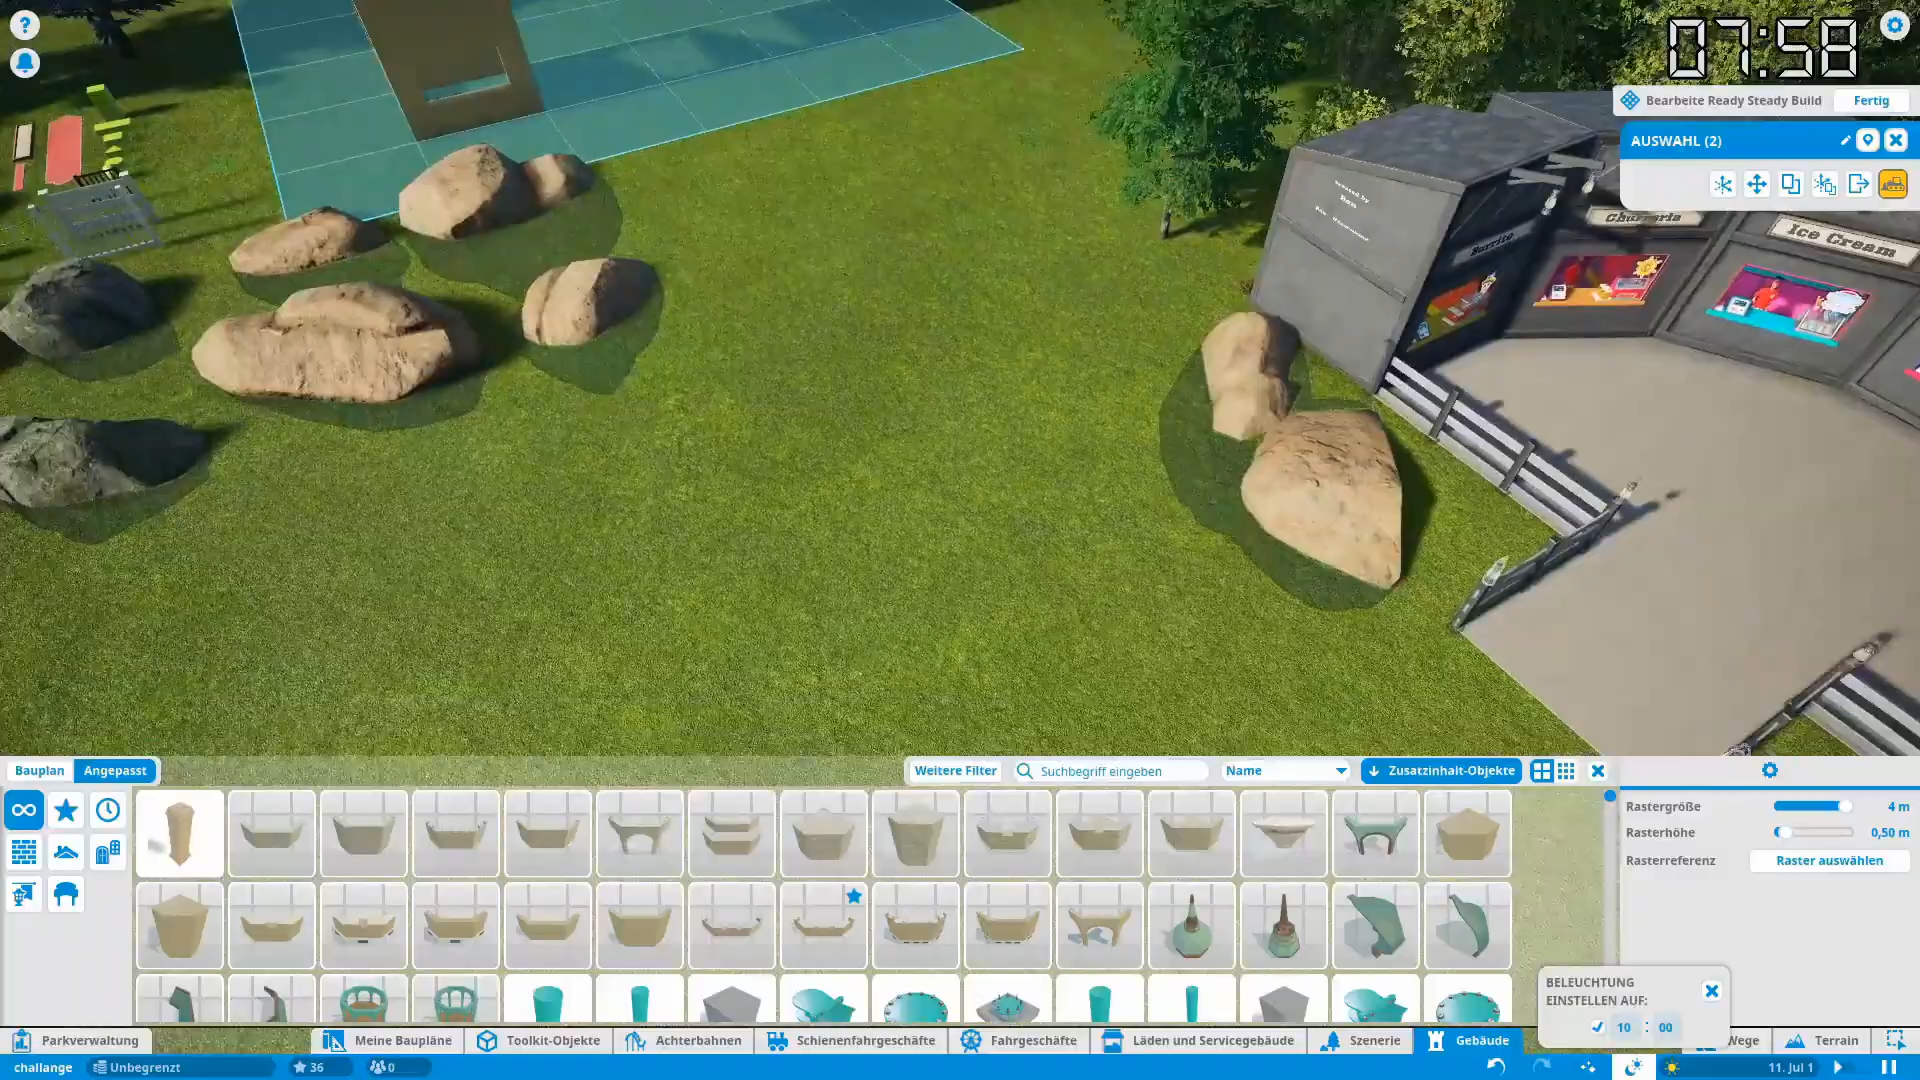 07:58
Bearbeite Ready Steady Build
Fertig
AUSWAHL (2)
Churreria
Burrito
Ice Cream
Bauplan
Angepasst
Weitere Filter
Suchbegriff eingeben
Name
Zusatzinhalt-Objekte
Rastergröße
4 m
Rasterhöhe
0,50 m
Rasterreferenz
Raster auswählen
BELEUCHTUNG
EINSTELLEN AUF:
10 : 00
Parkverwaltung
Meine Baupläne
Toolkit-Objekte
Achterbahnen
Schienenfahrgeschäfte
Fahrgeschäfte
Läden und Servicegebäude
Szenerie
Gebäude
Wege
Terrain
challange
Unbegrenzt
36
0
11. Jul 1